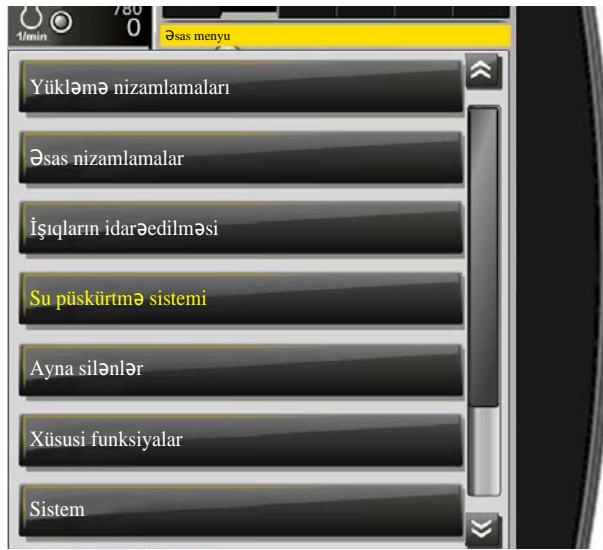 780
1/min 0
Əsas menyu
Yükləmə nizamlamaları
Əsas nizamlamalar
İşıqların idarəedilməsi
Su püskürtmə sistemi
Ayna silənlər
Xüsusi funksiyalar
Sistem